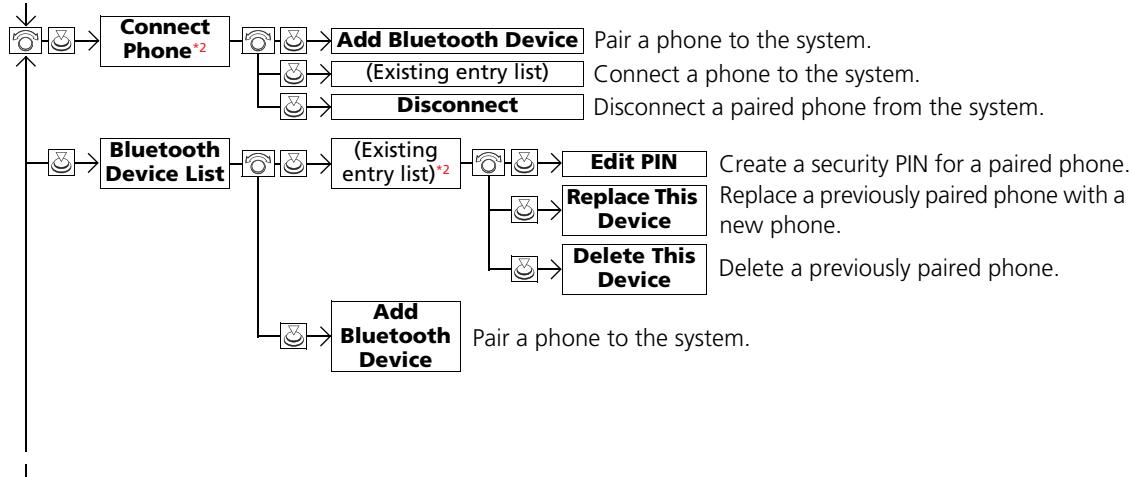 Connect
Phone*2
Add Bluetooth Device
Pair a phone to the system.
(Existing entry list)
Connect a phone to the system.
Disconnect
Disconnect a paired phone from the system.
Bluetooth
Device List
(Existing
entry list)*2
Edit PIN
Create a security PIN for a paired phone.
Replace This
Device
Replace a previously paired phone with a
new phone.
Delete This
Device
Delete a previously paired phone.
Add
Bluetooth
Device
Pair a phone to the system.